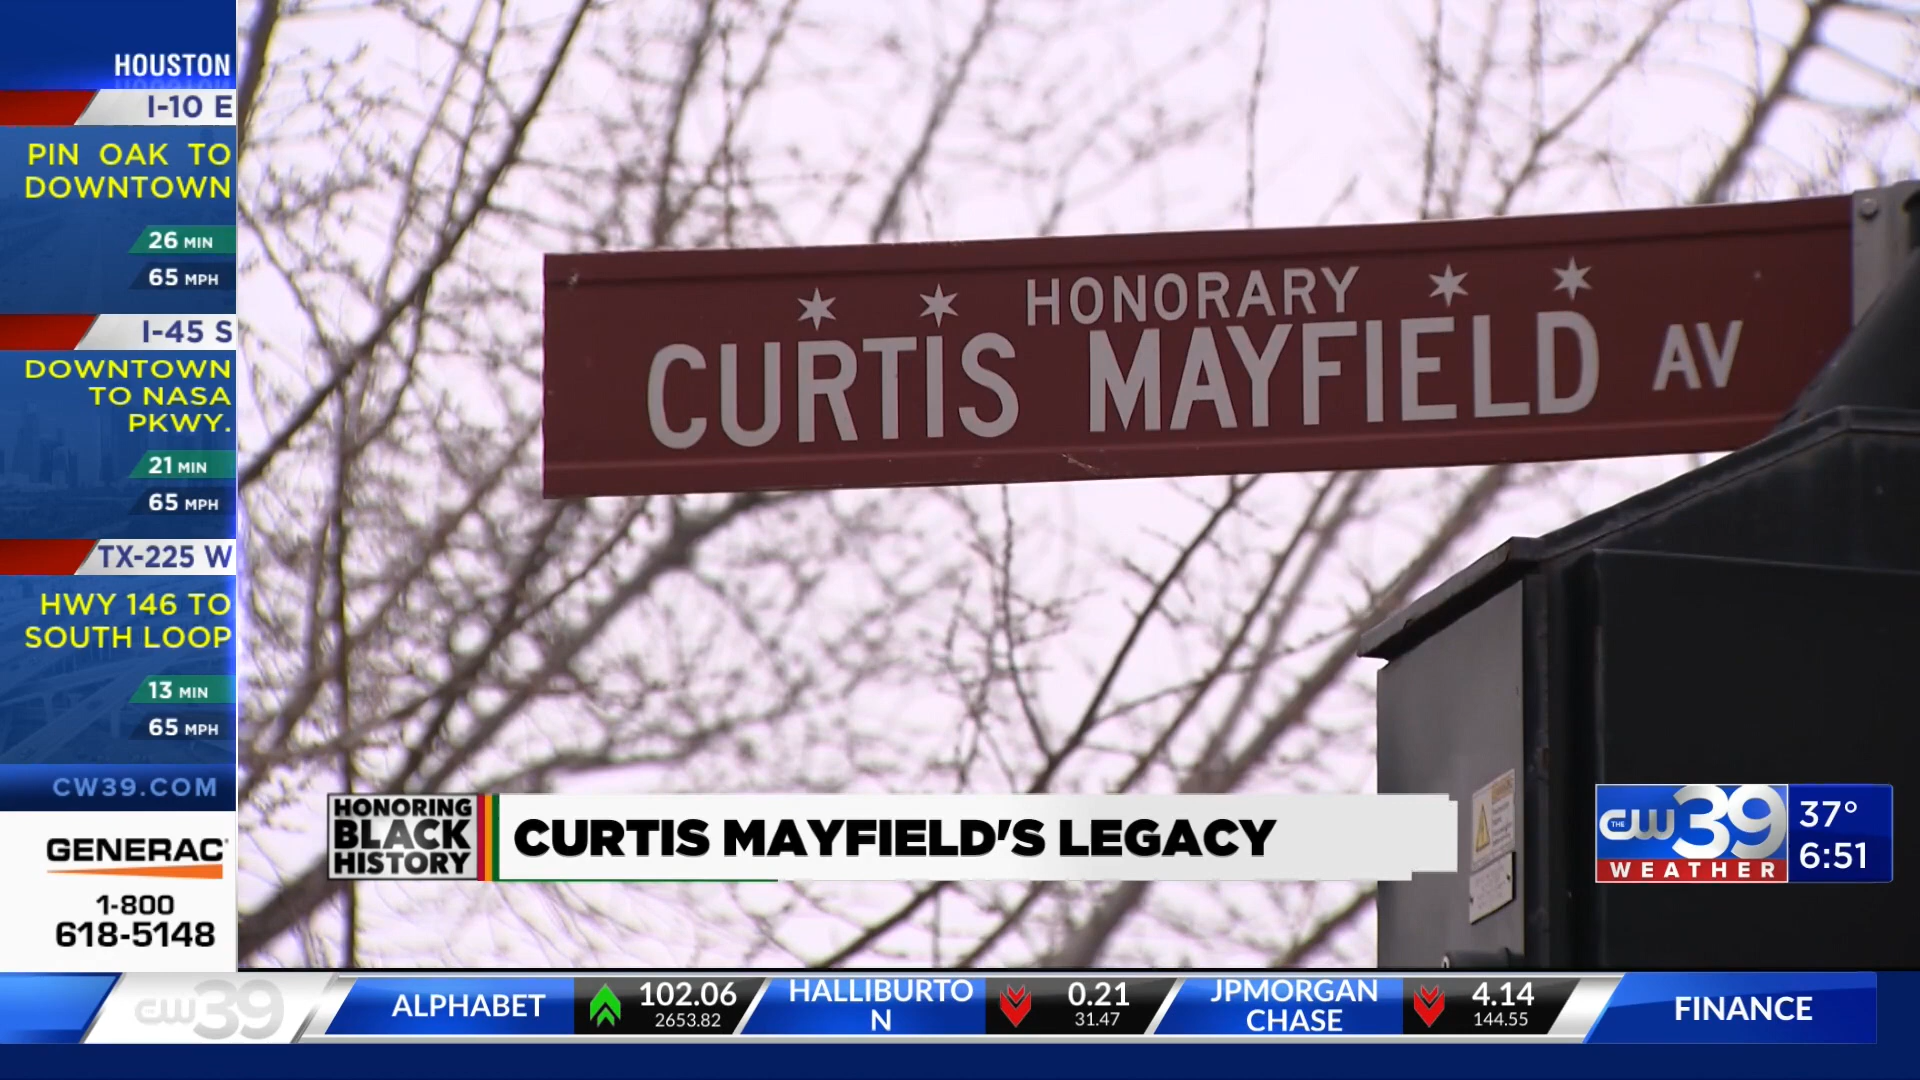 HOUSTON
I-10 E
PIN OAK TO
DOWNTOWN
26 MIN
65 MPH
I-45 S
DOWNTOWN
TO NASA
PKWY.
21 MIN
65 MPH
TX-225 W
HWY 146 TO
SOUTH LOOP
13 MIN
65 MPH
CW39.COM
GENERAC
1-800
618-5148
HONORARY
CURTIS MAYFIELD AV
HONORING
BLACK
HISTORY
CURTIS MAYFIELD'S LEGACY
THE CW39
WEATHER
37°
6:51
cw39
ALPHABET
102.06
2653.82
HALLIBURTO
N
0.21
31.47
JPMORGAN
CHASE
4.14
144.55
FINANCE